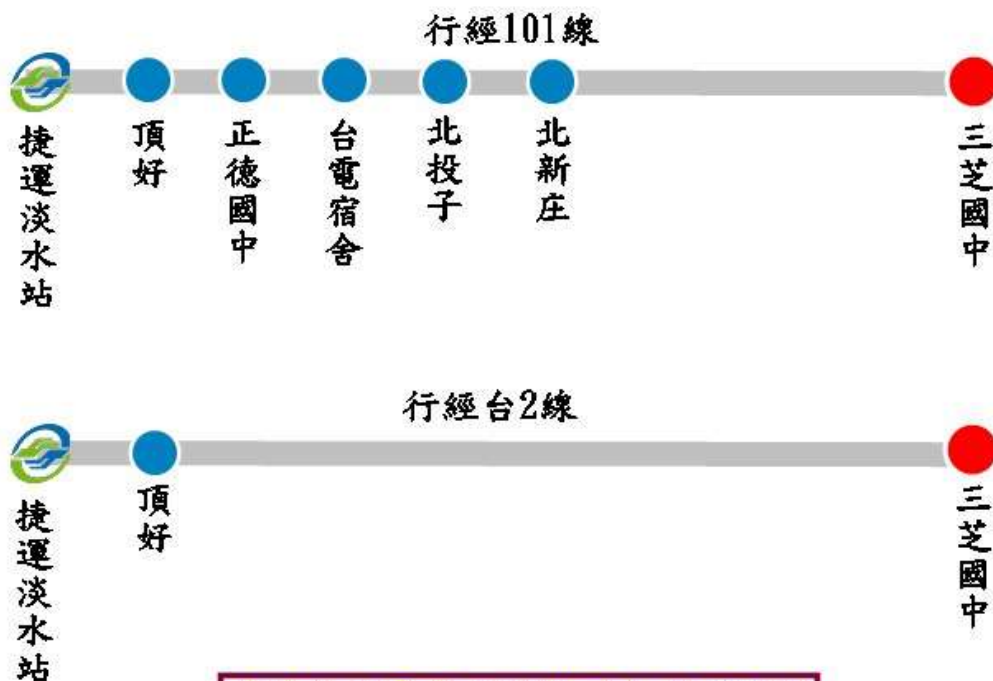 行經101線
捷運淡水站
頂好
正德國中
台電宿舍
北投子
北新庄
三芝國中
行經台2線
捷運淡水站
頂好
三芝國中